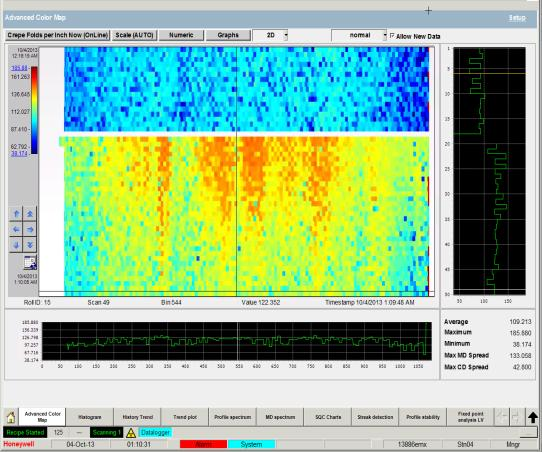 Advanced Color Map
Setup
Crepe Folds per Inch Now (OnLine) Scale (AUTO) Numeric Graphs 2D normal Allow New Data
10/4/2013
12:16:19 AM
185.88
161.263
136.645
112.027
87.410
62.792
38.174
10/4/2013
1:10:05 AM
1
5
10
15
20
25
30
35
40
45
50
50 100 150
Roll ID: 15 Scan 49 Bin 544 Value 122.352 Timestamp 10/4/2013 1:09:48 AM
185.880
156.339
126.798
97.257
67.716
38.174
0 50 100 150 200 250 300 350 400 450 500 550 600 650 700 750 800 850 900 950 1000 1050
Average 109.213
Maximum 185.880
Minimum 38.174
Max MD Spread 133.058
Max CD Spread 42.800
Advanced Color Map Histogram History Trend Trend plot Profile spectrum MD spectrum SQC Charts Streak detection Profile stability Fixed point analysis LV
Recipe Started 125 --- Scanning 1 Datalogger
Honeywell 04-Oct-13 01:10:31 Alarm System 13886emx Stn04 Mngr